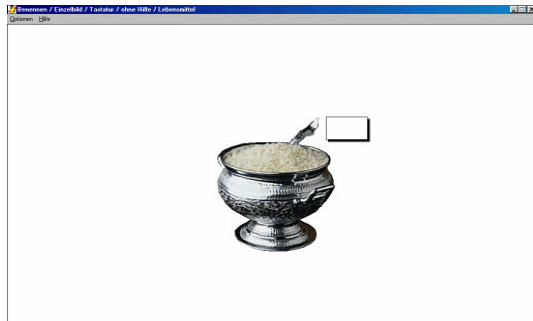 Benennen / Einzelbild / Tastatur / ohne Hilfe / Lebensmittel
Optionen Hilfe